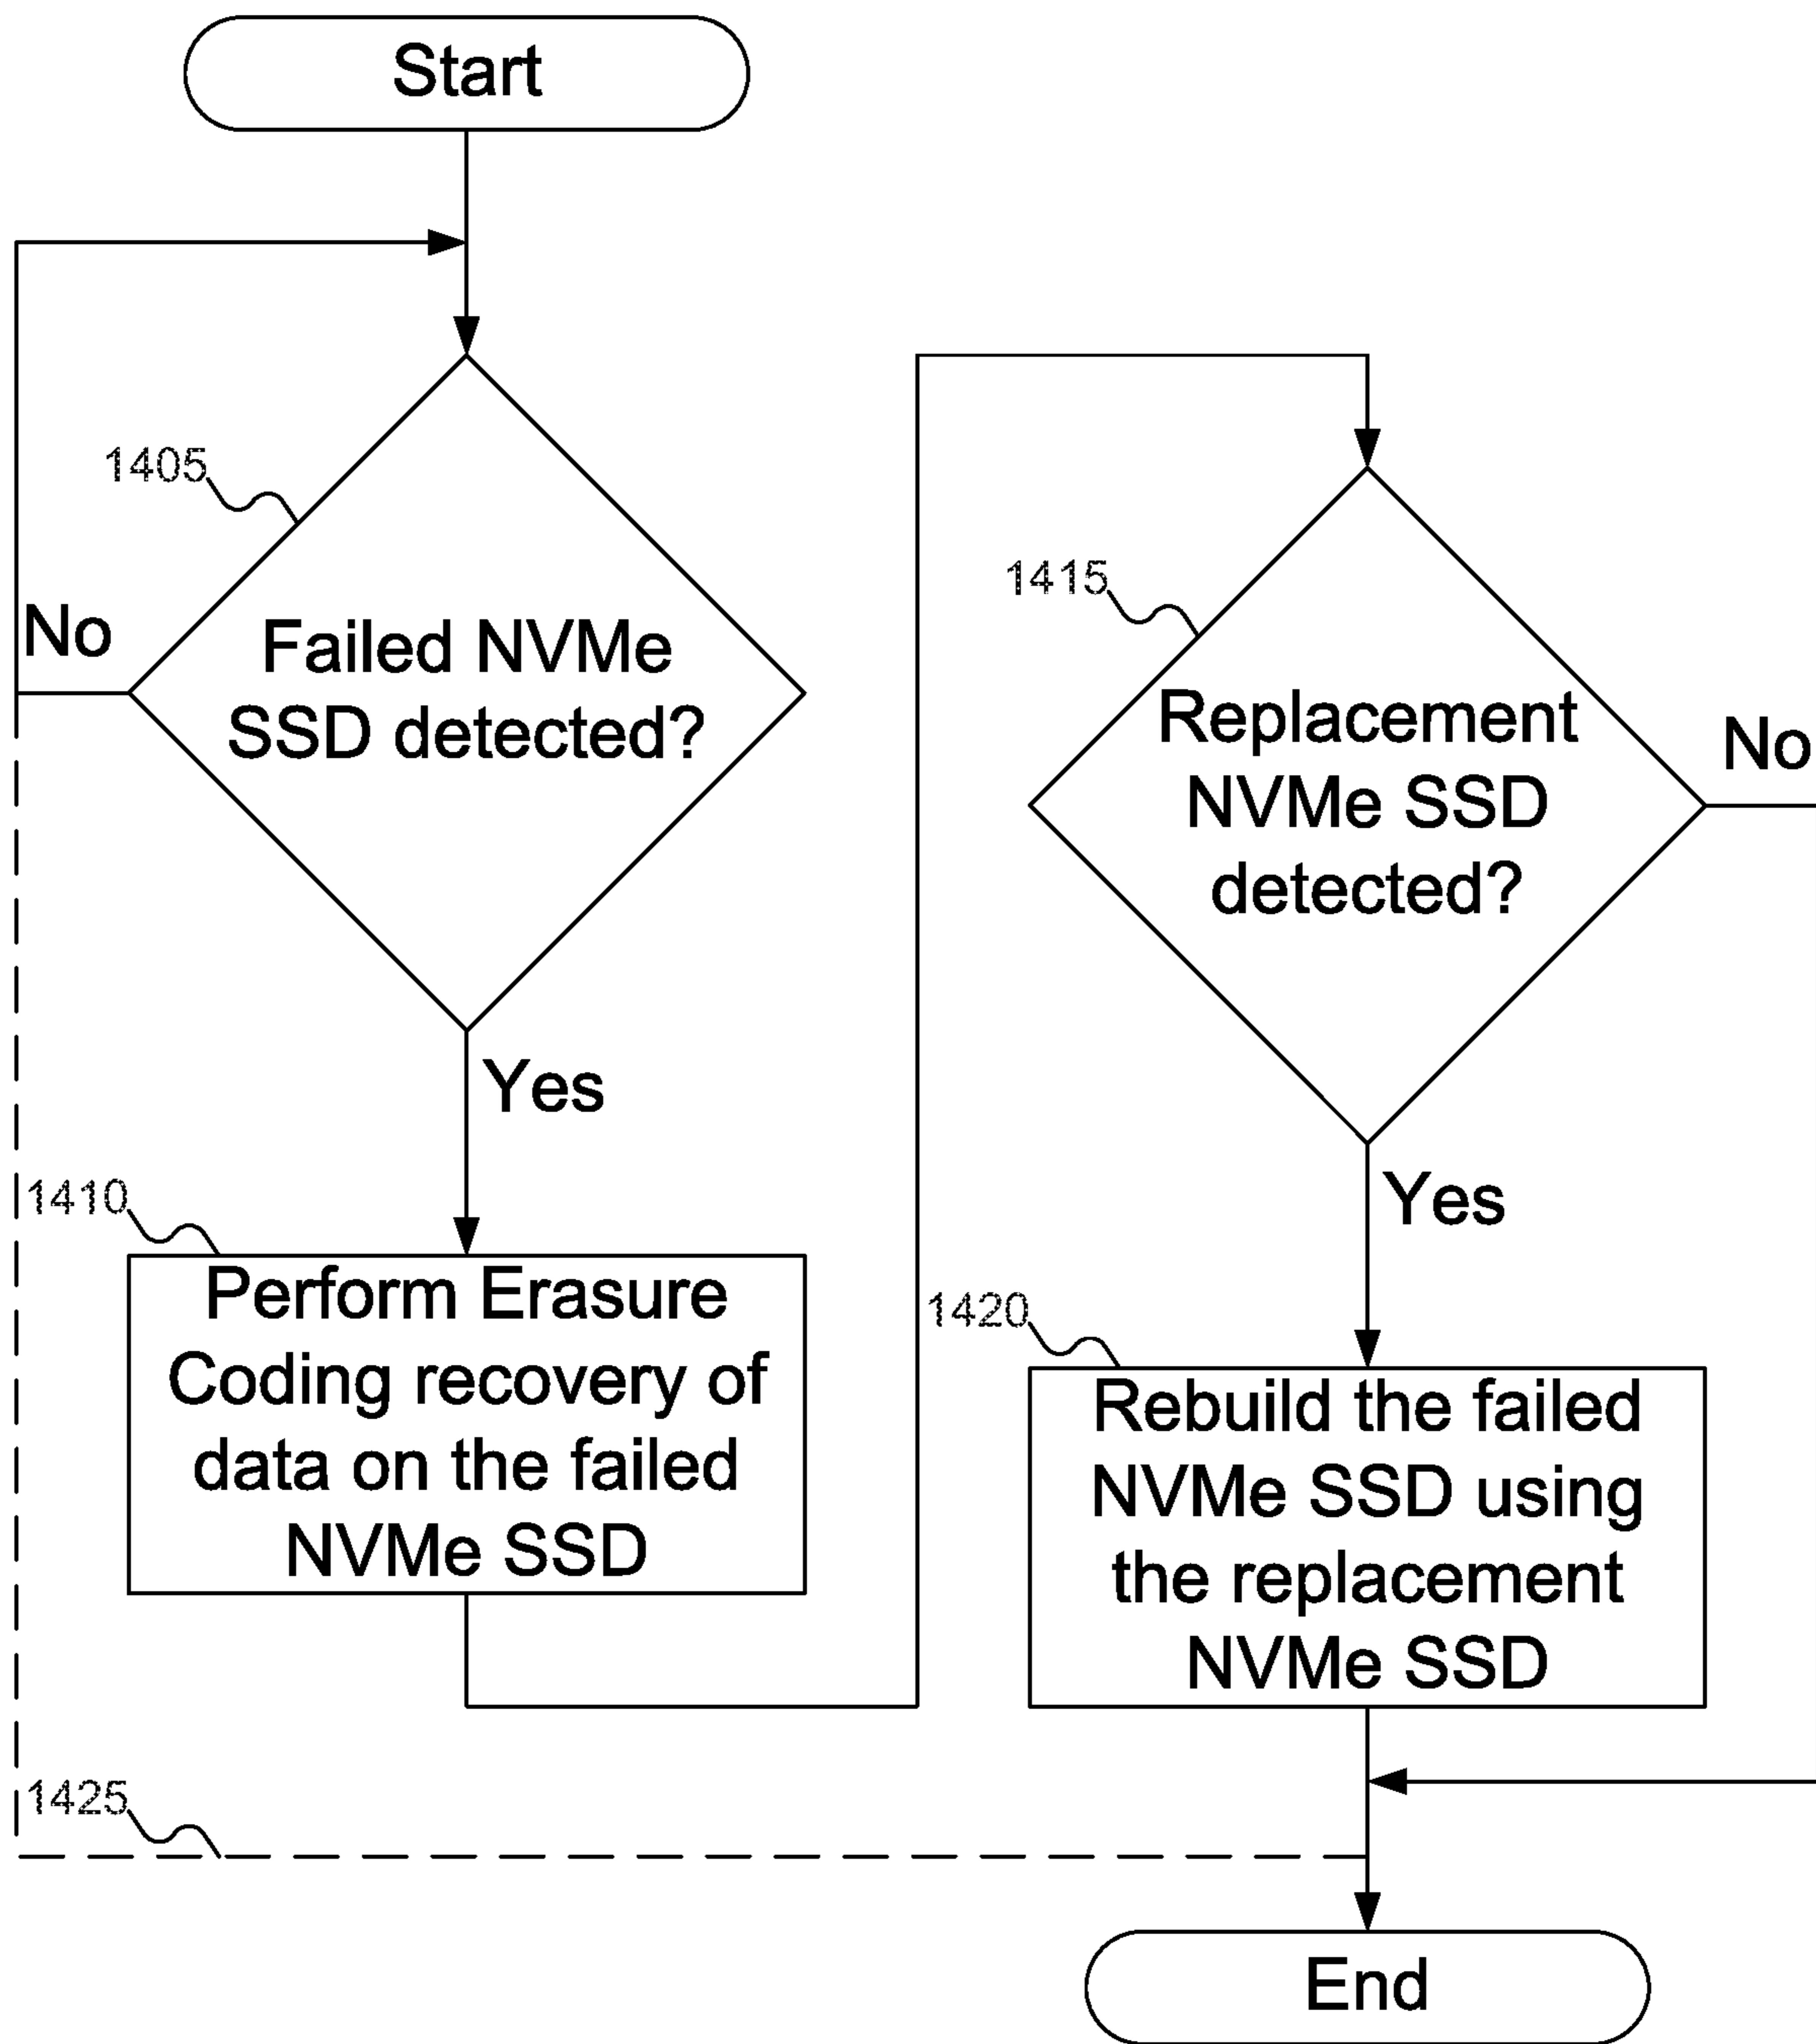 Start
1405
No
Failed NVMe
SSD detected?
Yes
1410
Perform Erasure
Coding recovery of
data on the failed
NVMe SSD
1415
Replacement
NVMe SSD
detected?
No
Yes
1420
Rebuild the failed
NVMe SSD using
the replacement
NVMe SSD
1425
End